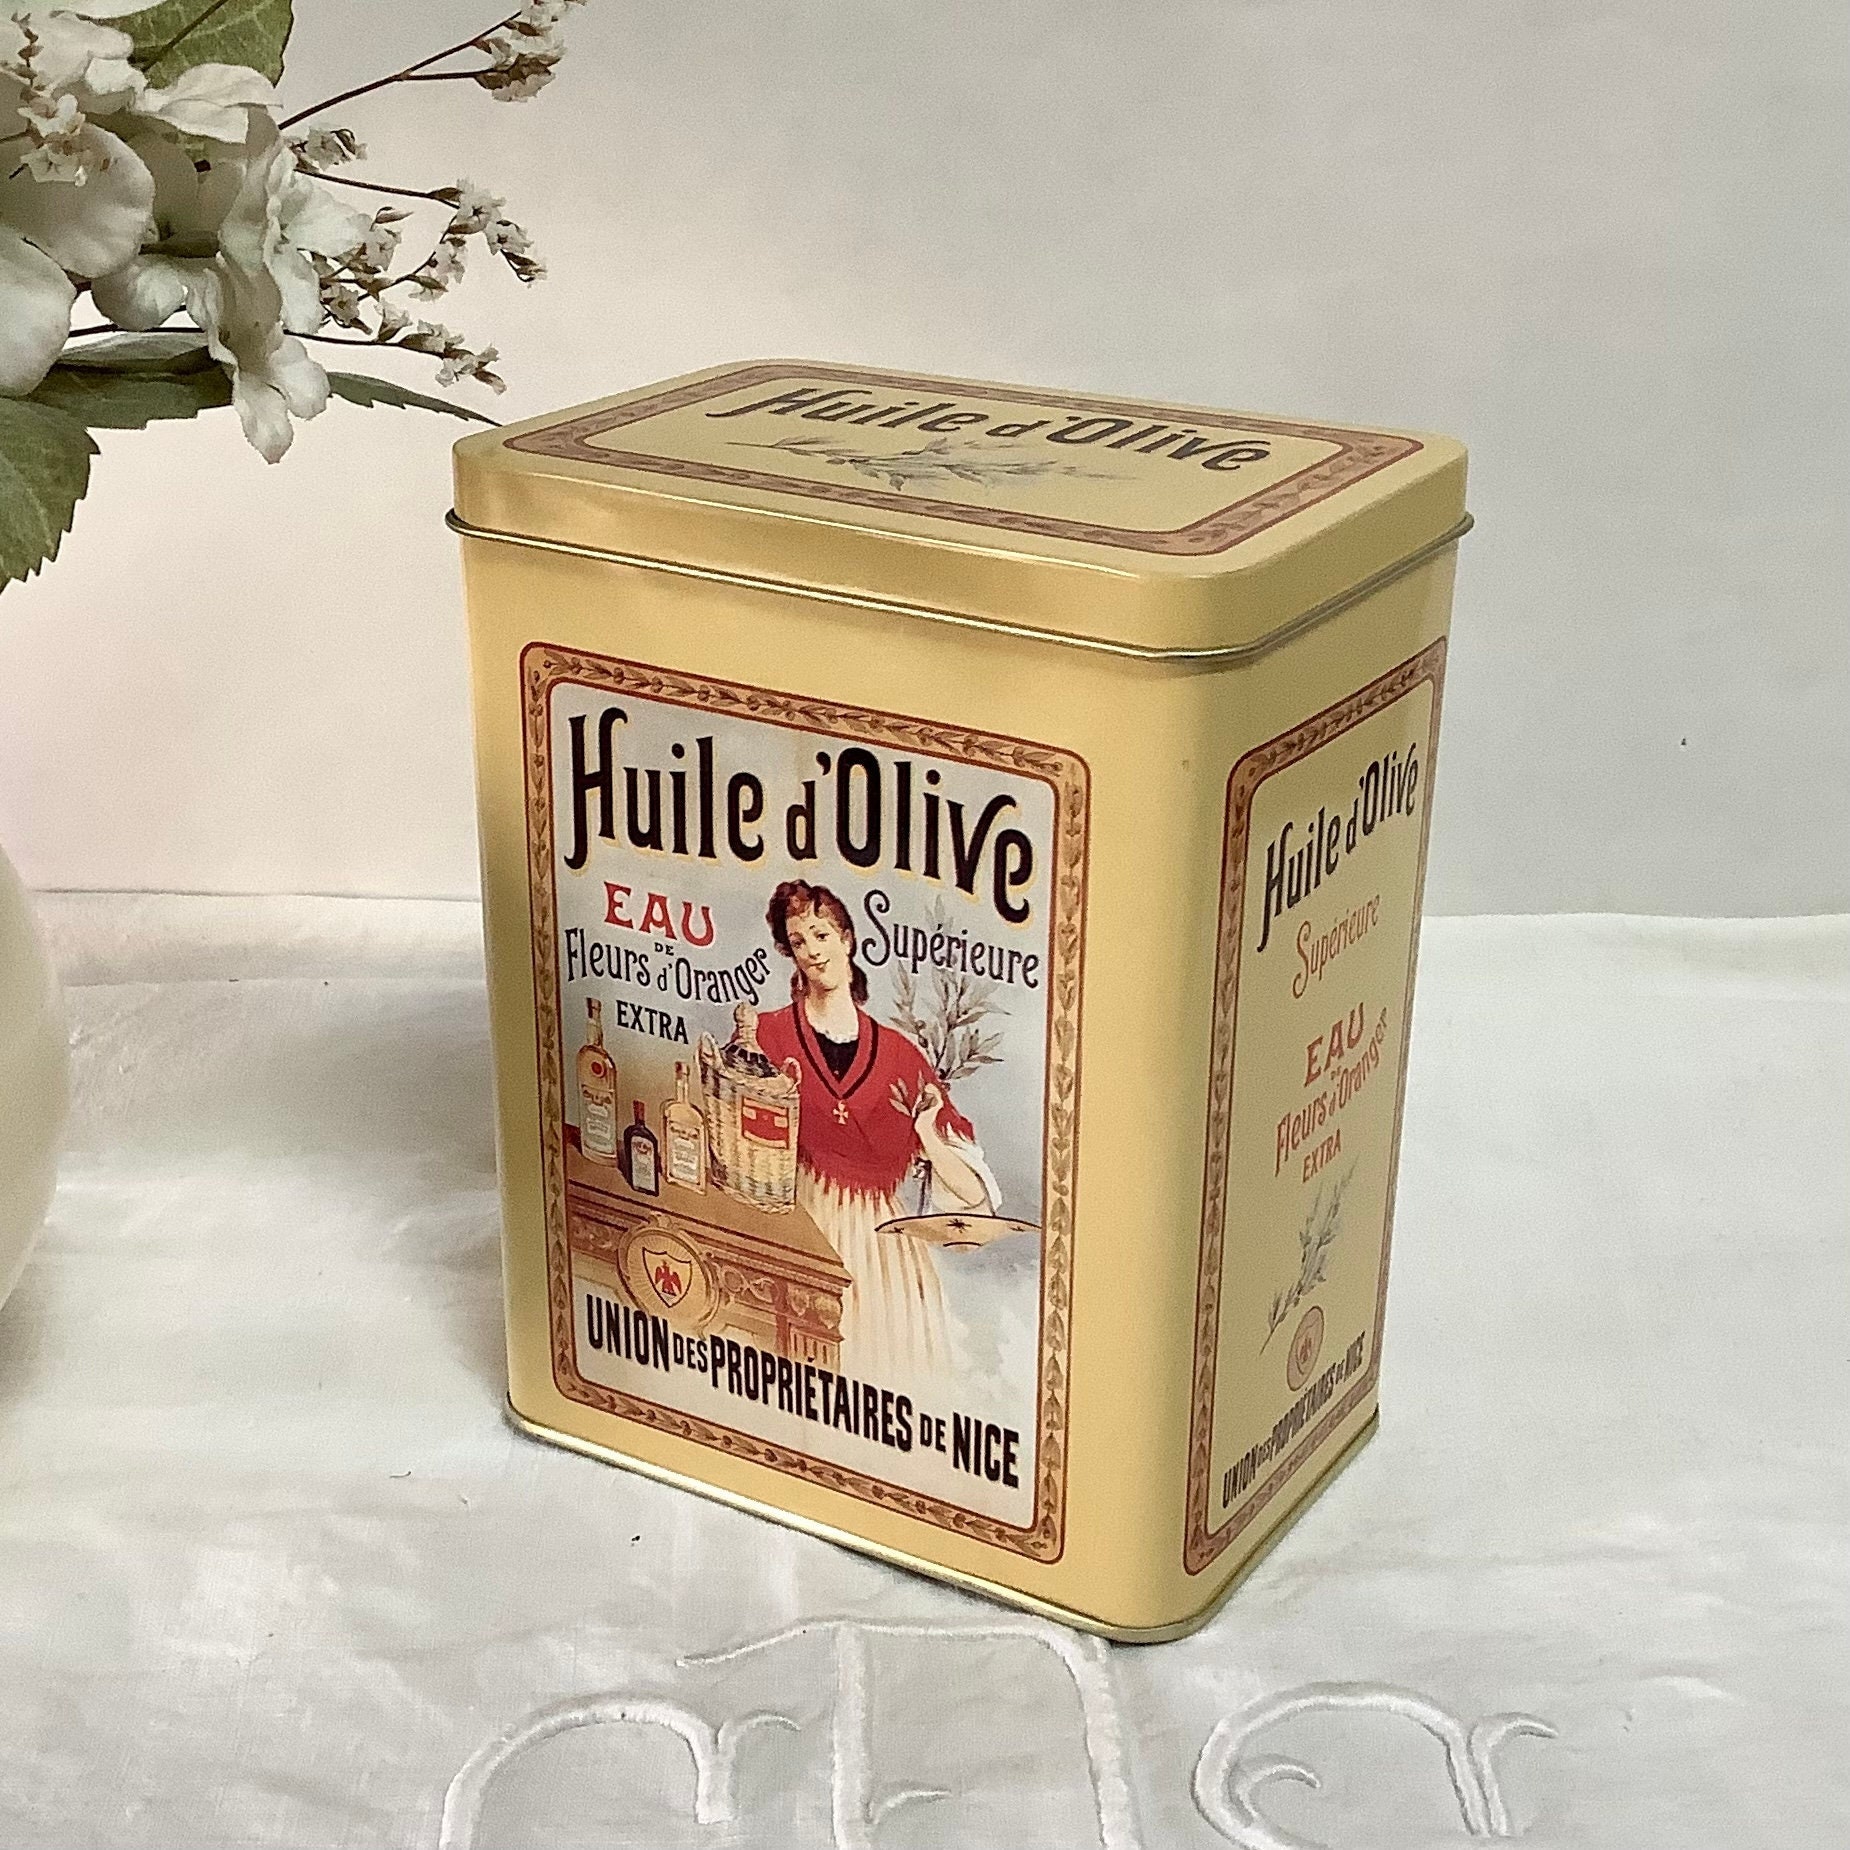 Huile d'Olive
Huile d'Olive
EAU
DE
Fleurs d'Oranger
EXTRA
Supérieure
UNION DES PROPRIÉTAIRES DE NICE
Huile d'Olive
Supérieure
EAU
DE
Fleurs d'Oranger
EXTRA
UNION DES PROPRIÉTAIRES DE NICE